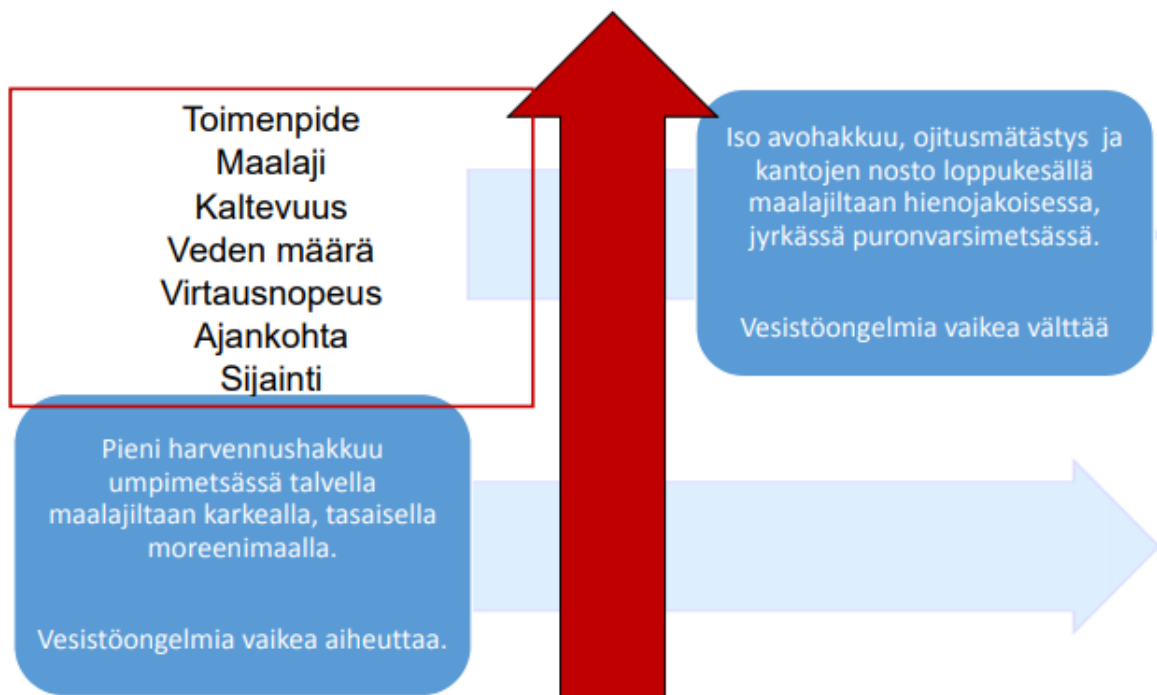 Toimenpide
Maalaji
Kaltevuus
Veden määrä
Virtausnopeus
Ajankohta
Sijainti
Iso avohakkuu, ojitusmätästys ja
kantojen nosto loppukesällä
maalajiltaan hienojakoisessa,
jyrkässä puronvarsimetsässä.
Vesistöongelmia vaikea välttää
Pieni harvennushakkuu
umpimetsässä talvella
maalajiltaan karkealla, tasaisella
moreenimaalla.
Vesistöongelmia vaikea aiheuttaa.